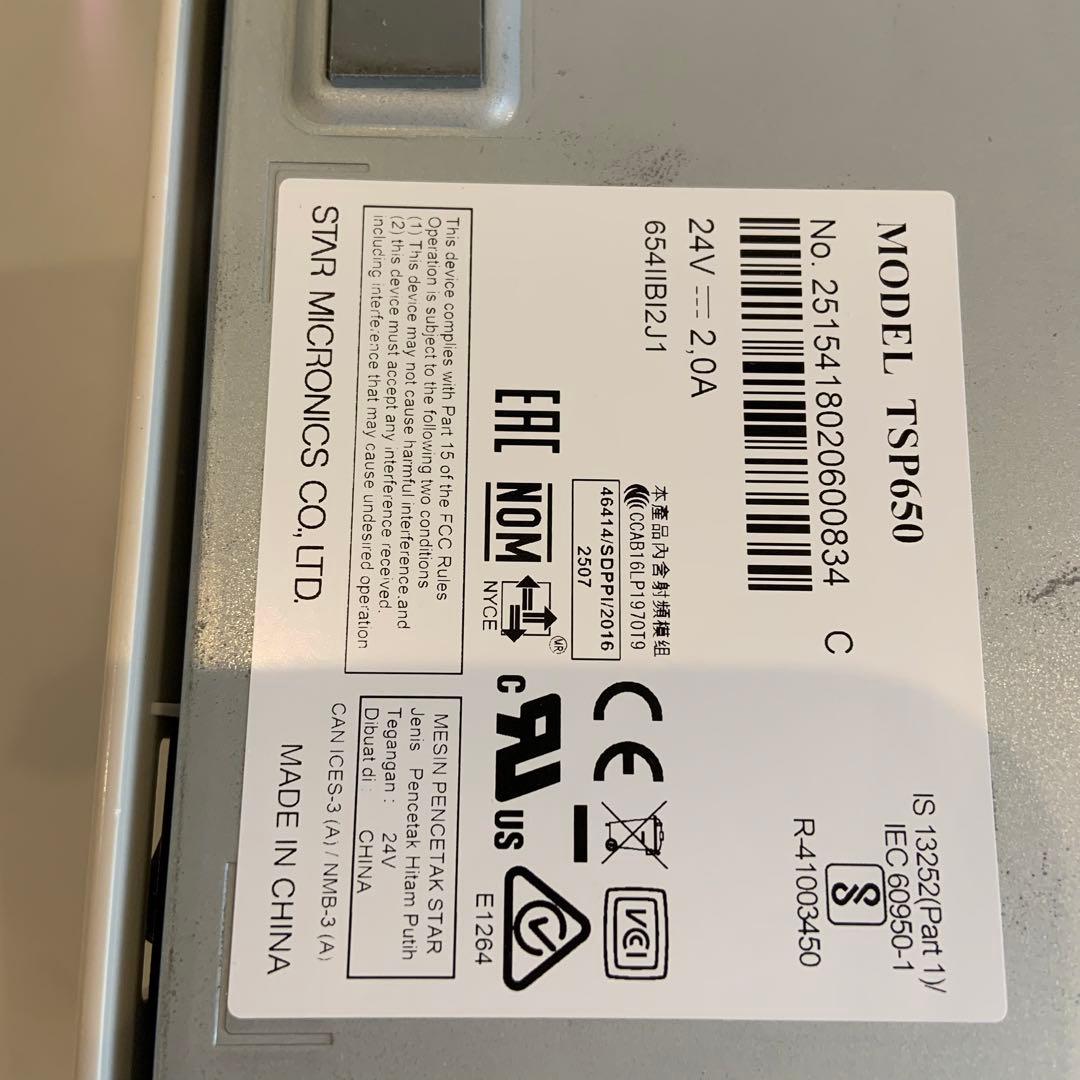 MODEL TSP650
No. 2515418020600834 C
24V ⎓ 2,0A
654IIBI2J1
IS 13252(Part 1)/
IEC 60950-1
R-41003450
本產品內含射頻模組
CCAB16LP1970T9
46414/SDPPI/2016
2507
CE
VCI
EAC
NOM
NYCE
MR
C
US
E1264
This device complies with Part 15 of the FCC Rules
Operation is subject to the following two conditions
(1) This device may not cause harmful interference,and
(2) this device must accept any interference received.
including interference that may cause undesired operation
MESIN PENCETAK STAR
Jenis Pencetak Hitam Putih
Tegangan : 24V
Dibuat di : CHINA
CAN ICES-3 (A) / NMB-3 (A)
STAR MICRONICS CO., LTD.
MADE IN CHINA